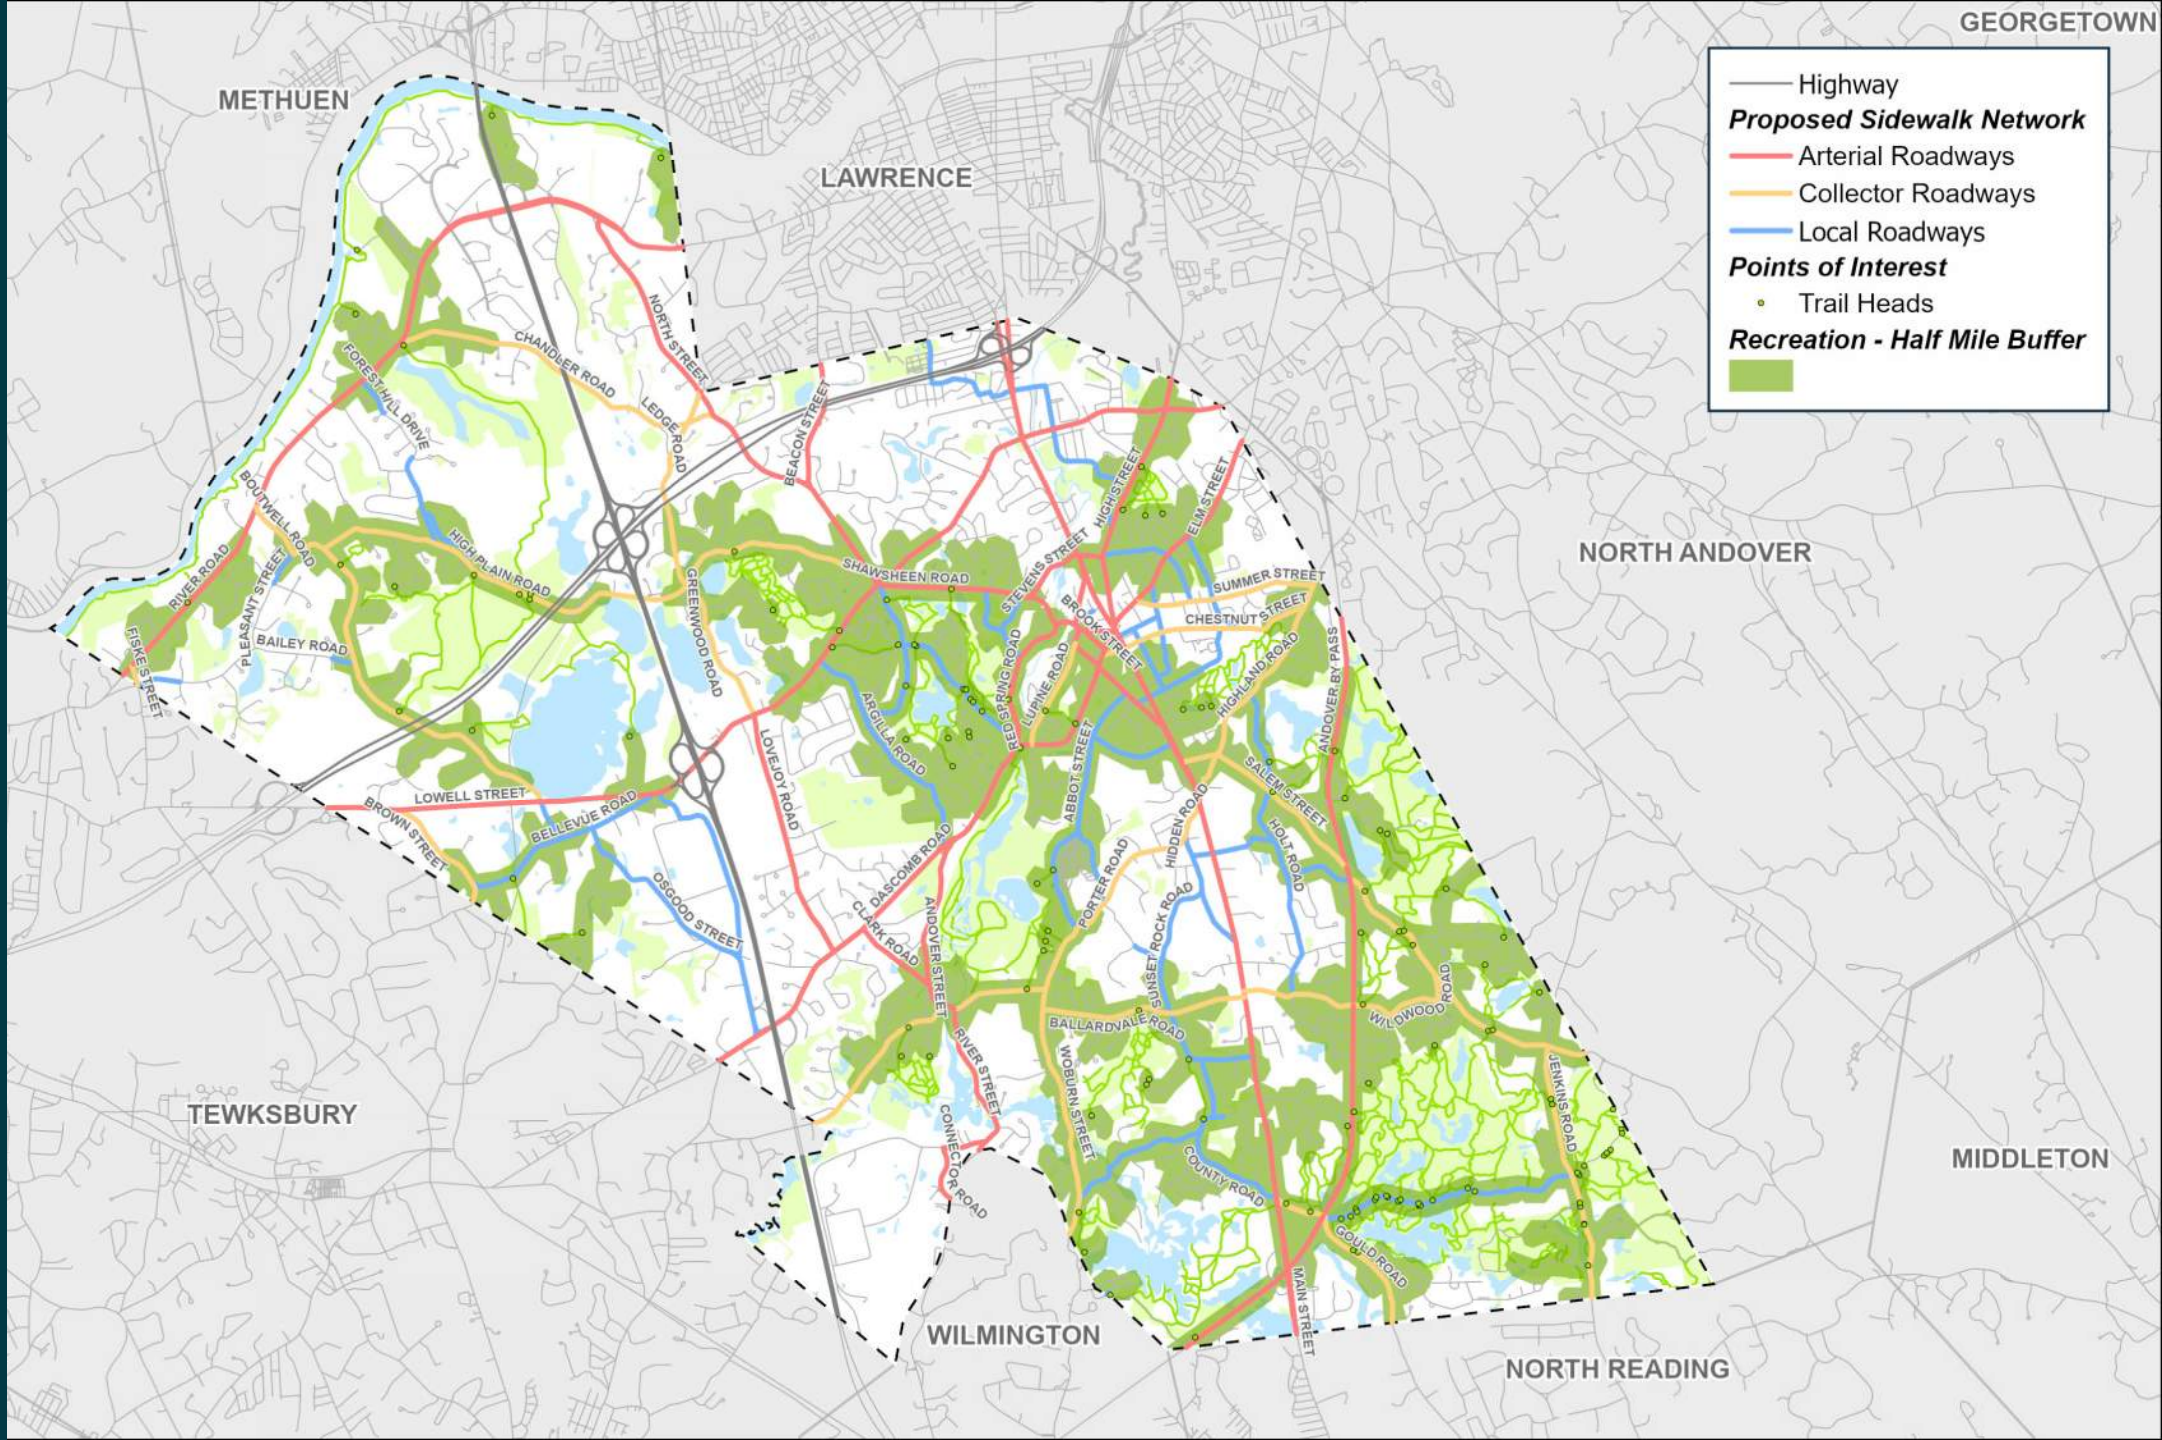 GEORGETOWN
Highway
Proposed Sidewalk Network
Arterial Roadways
Collector Roadways
Local Roadways
Points of Interest
Trail Heads
Recreation - Half Mile Buffer
METHUEN
LAWRENCE
NORTH ANDOVER
TEWKSBURY
MIDDLETON
WILMINGTON
NORTH READING
CHANDLER ROAD
NORTH STREET
FOREST HILL DRIVE
LEDGE ROAD
BEACON STREET
BOUTWELL ROAD
HIGH STREET
ELM STREET
HIGH PLAIN ROAD
RIVER ROAD
PLEASANT STREET
SHAWSHEEN ROAD
STEVENS STREET
SUMMER STREET
GREENWOOD ROAD
BROOK STREET
CHESTNUT STREET
FISKE STREET
BAILEY ROAD
RED SPRING ROAD
LUPINE ROAD
HIGHLAND ROAD
ANDOVER BY PASS
ARGILLA ROAD
LOVEJOY ROAD
ABBOT STREET
SALEM STREET
LOWELL STREET
BROWN STREET
BELLEVUE ROAD
HIDDEN ROAD
HOLT ROAD
DASCOMB ROAD
OSGOOD STREET
CLARK ROAD
ANDOVER STREET
PORTER ROAD
SUNSET ROCK ROAD
WILDWOOD ROAD
BALLARDVALE ROAD
RIVER STREET
WOBURN STREET
JENKINS ROAD
CONNECTOR ROAD
COUNTY ROAD
GOULD ROAD
MAIN STREET